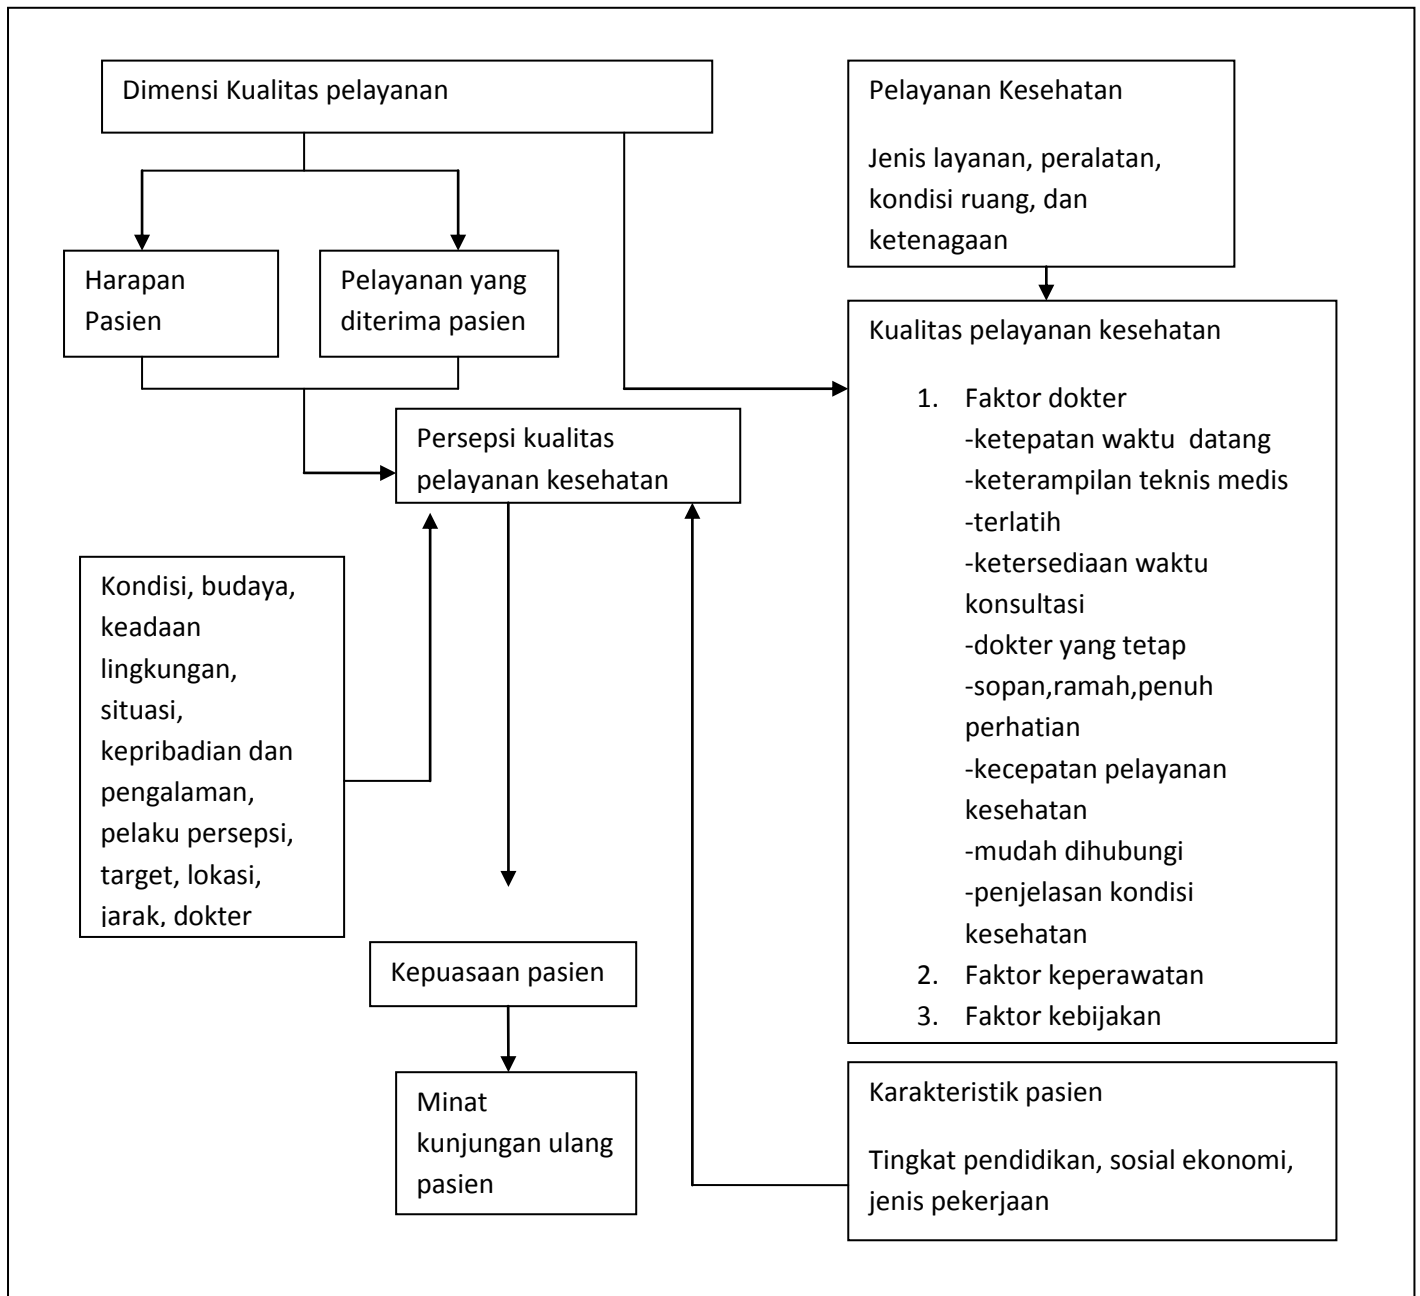 Dimensi Kualitas pelayanan
Pelayanan Kesehatan
Jenis layanan, peralatan,
kondisi ruang, dan
ketenagaan
Harapan
Pasien
Pelayanan yang
diterima pasien
Kualitas pelayanan kesehatan
1. Faktor dokter
-ketepatan waktu datang
-keterampilan teknis medis
-terlatih
-ketersediaan waktu
konsultasi
-dokter yang tetap
-sopan,ramah,penuh
perhatian
-kecepatan pelayanan
kesehatan
-mudah dihubungi
-penjelasan kondisi
kesehatan
2. Faktor keperawatan
3. Faktor kebijakan
Persepsi kualitas
pelayanan kesehatan
Kondisi, budaya,
keadaan
lingkungan,
situasi,
kepribadian dan
pengalaman,
pelaku persepsi,
target, lokasi,
jarak, dokter
Kepuasaan pasien
Minat
kunjungan ulang
pasien
Karakteristik pasien
Tingkat pendidikan, sosial ekonomi,
jenis pekerjaan